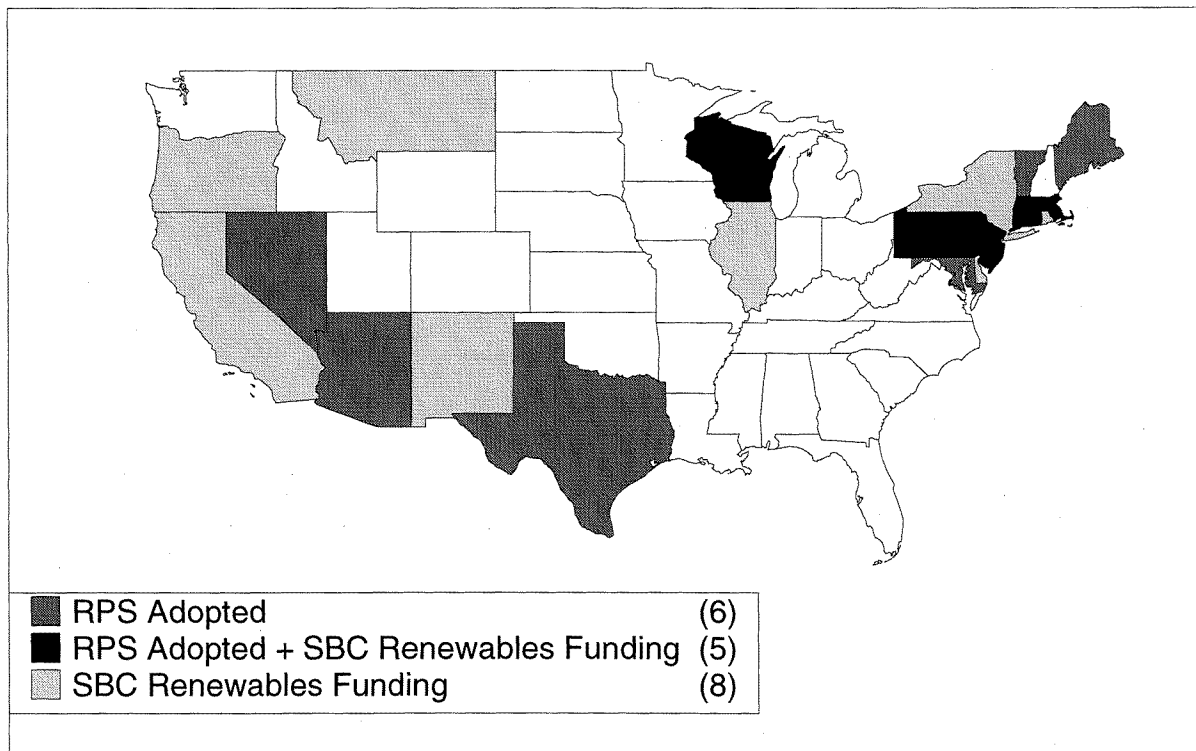 RPS Adopted (6)
RPS Adopted + SBC Renewables Funding (5)
SBC Renewables Funding (8)